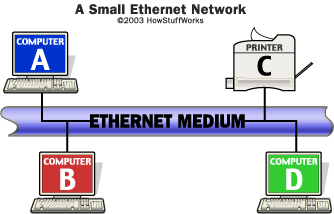 A Small Ethernet Network
©2003 HowStuffWorks
COMPUTER
A
PRINTER
C
ETHERNET MEDIUM
COMPUTER
B
COMPUTER
D